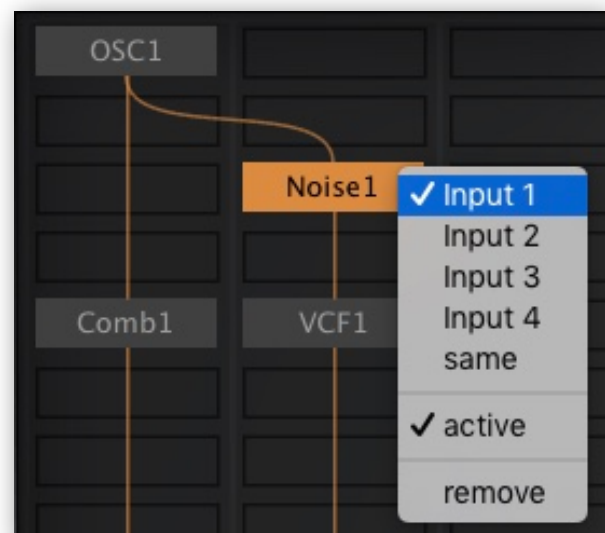 OSC1
Noise1
Comb1
VCF1
✓ Input 1
Input 2
Input 3
Input 4
same
✓ active
remove